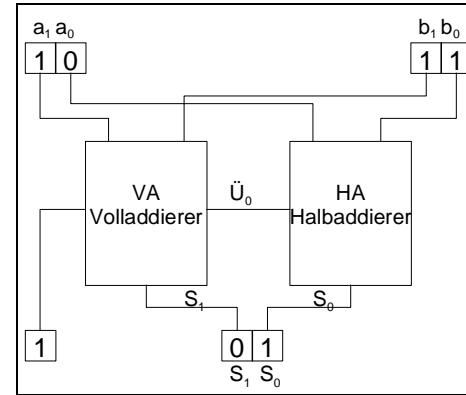 a1 a0 b1 b0
1 0 1 1
VA Ü0 HA
Volladdierer Halbaddierer
S1 S0
1 0 1
S1 S0